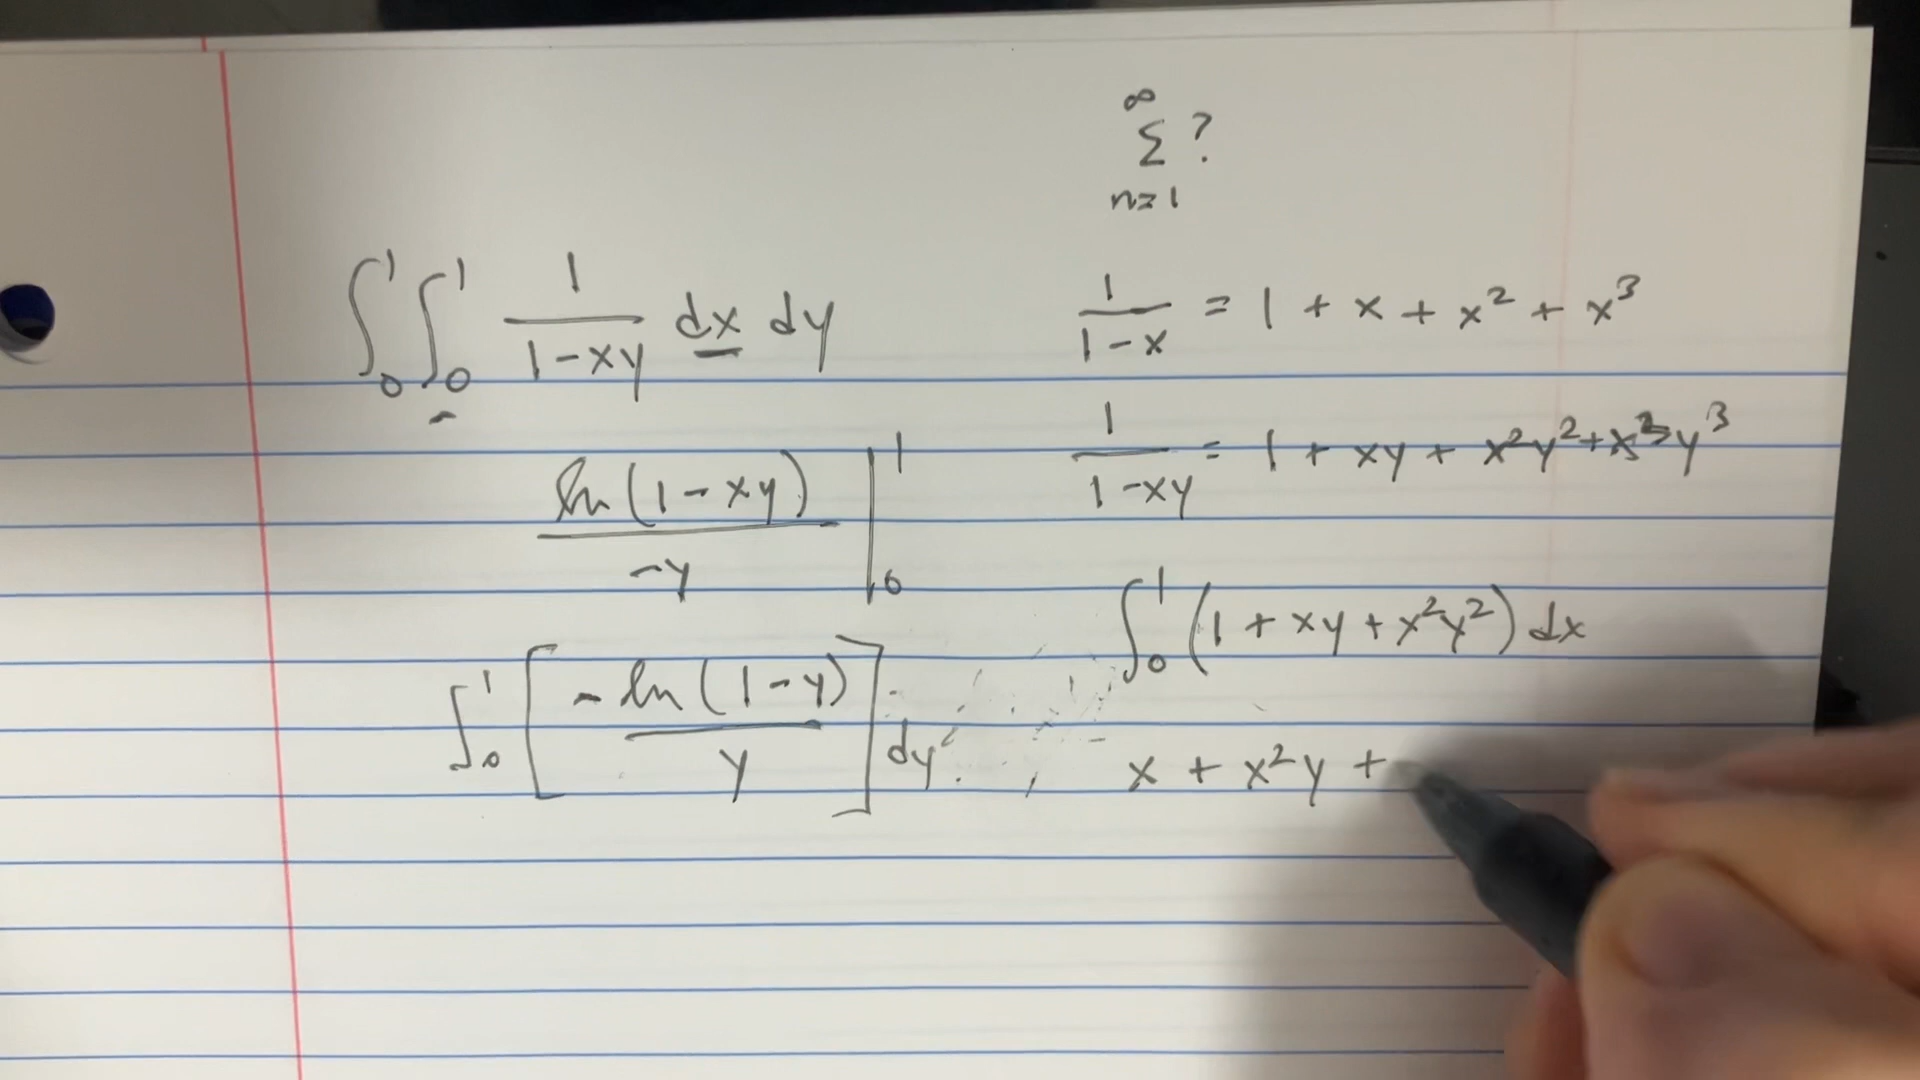 ∞
Σ ?
n=1
∫₀¹ ∫₀¹ 1/(1-xy) dx dy
1/(1-x) = 1 + x + x² + x³
ln(1-xy)/-y |₀¹
1/(1-xy) = 1 + xy + x²y² + x³y³
∫₀¹ [-ln(1-y)/y] dy
∫₀¹ (1 + xy + x²y²) dx
x + x²y +